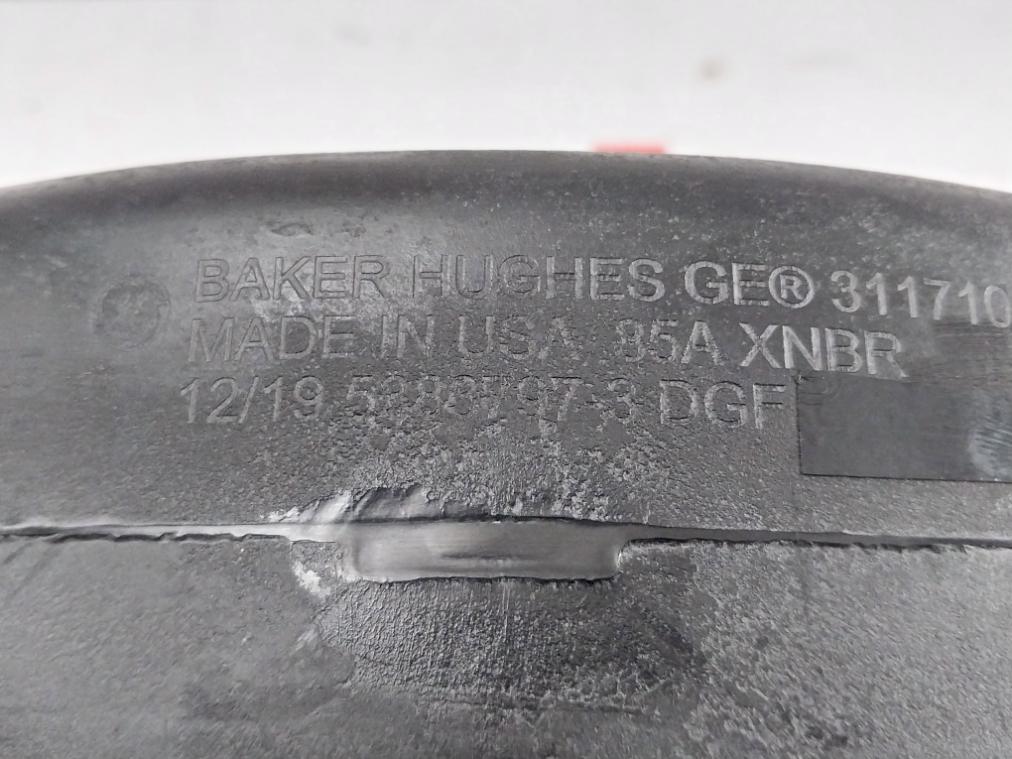 BAKER HUGHES GE® 311710
MADE IN USA 85A XNBR
12/19 DGF